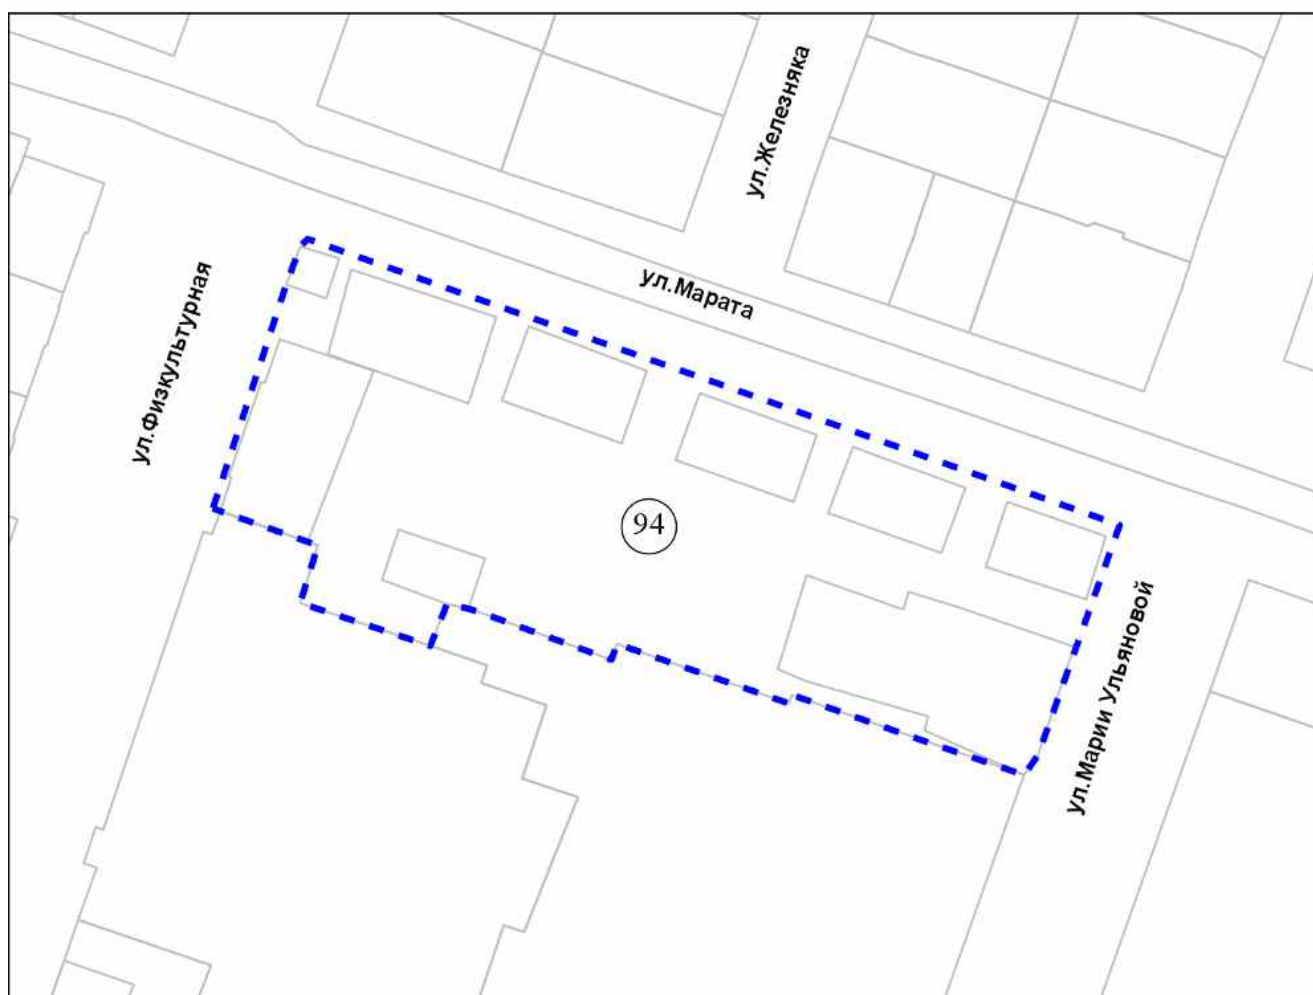 ул.Железняка
ул.Марата
ул.Физкультурная
94
ул.Марии Ульяновой